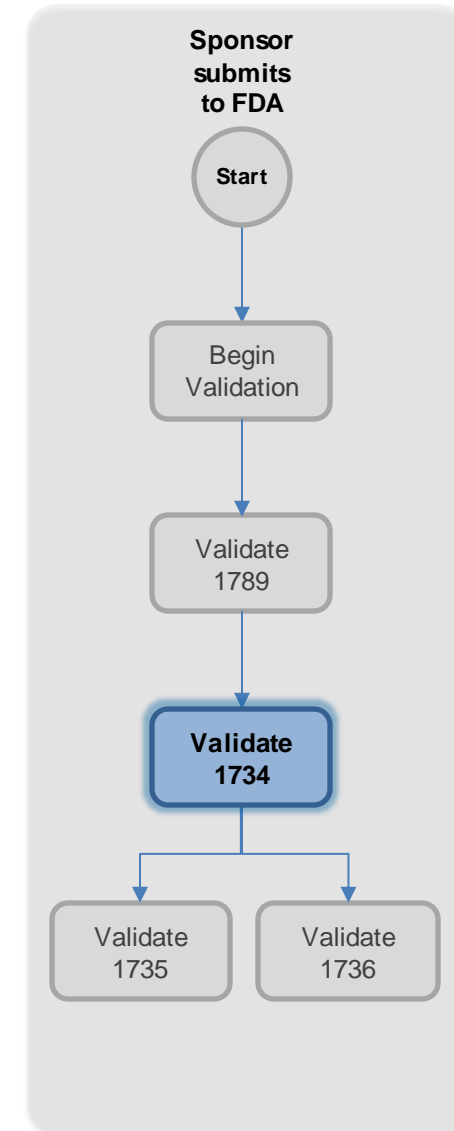 Sponsor
submits
to FDA
Start
Begin
Validation
Validate
1789
Validate
1734
Validate
1735
Validate
1736